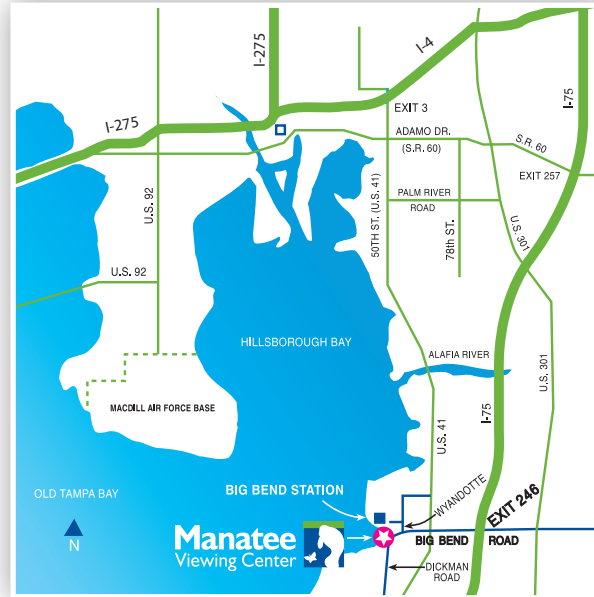 I-275
I-4
I-275
I-75
EXIT 3
ADAMO DR.
(S.R. 60)
S.R. 60
EXIT 257
U.S. 92
50TH ST. (U.S. 41)
PALM RIVER
ROAD
78th ST.
U.S. 301
U.S. 92
HILLSBOROUGH BAY
ALAFIA RIVER
U.S. 301
MACDILL AIR FORCE BASE
I-75
U.S. 41
OLD TAMPA BAY
N
BIG BEND STATION
WYANDOTTE
EXIT 246
Manatee
Viewing Center
BIG BEND ROAD
DICKMAN
ROAD